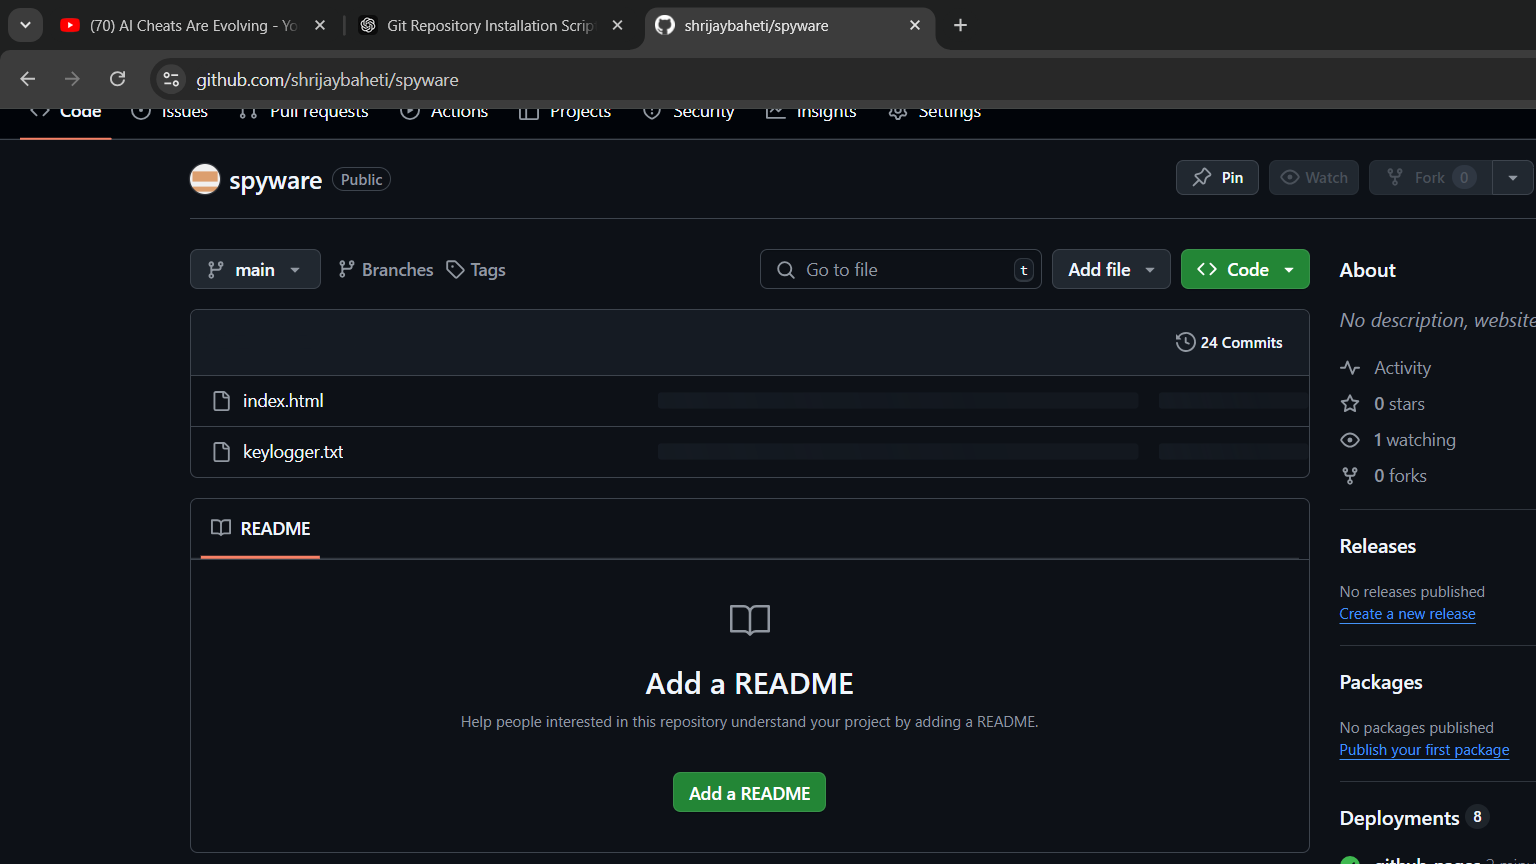 (70) AI Cheats Are Evolving - Yo
Git Repository Installation Scrip
shrijaybaheti/spyware
github.com/shrijaybaheti/spyware
Code
Issues
Pull requests
Actions
Projects
Security
Insights
Settings
spyware
Public
Pin
Watch
Fork 0
main
Branches
Tags
Go to file
t
Add file
Code
About
No description, website
24 Commits
index.html
keylogger.txt
Activity
0 stars
1 watching
0 forks
README
Add a README
Help people interested in this repository understand your project by adding a README.
Add a README
Releases
No releases published
Create a new release
Packages
No packages published
Publish your first package
Deployments 8
github-pages